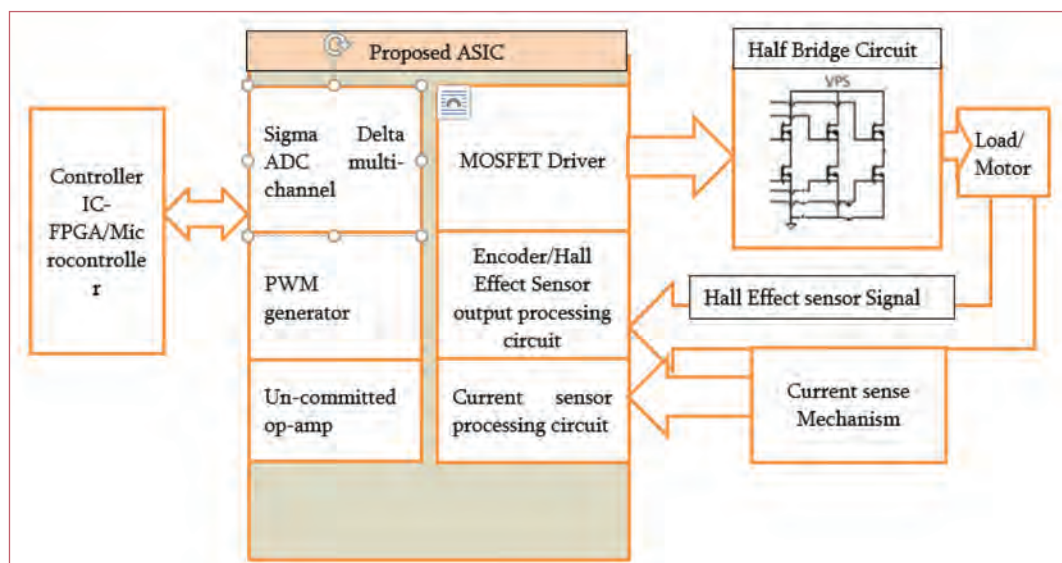 Proposed ASIC
Half Bridge Circuit
VPS
Controller
IC-
FPGA/Mic
rocontrolle
r
Sigma Delta
ADC multi-
channel
MOSFET Driver
Load/
Motor
PWM
generator
Encoder/Hall
Effect Sensor
output processing
circuit
Hall Effect sensor Signal
Un-committed
op-amp
Current sensor
processing circuit
Current sense
Mechanism